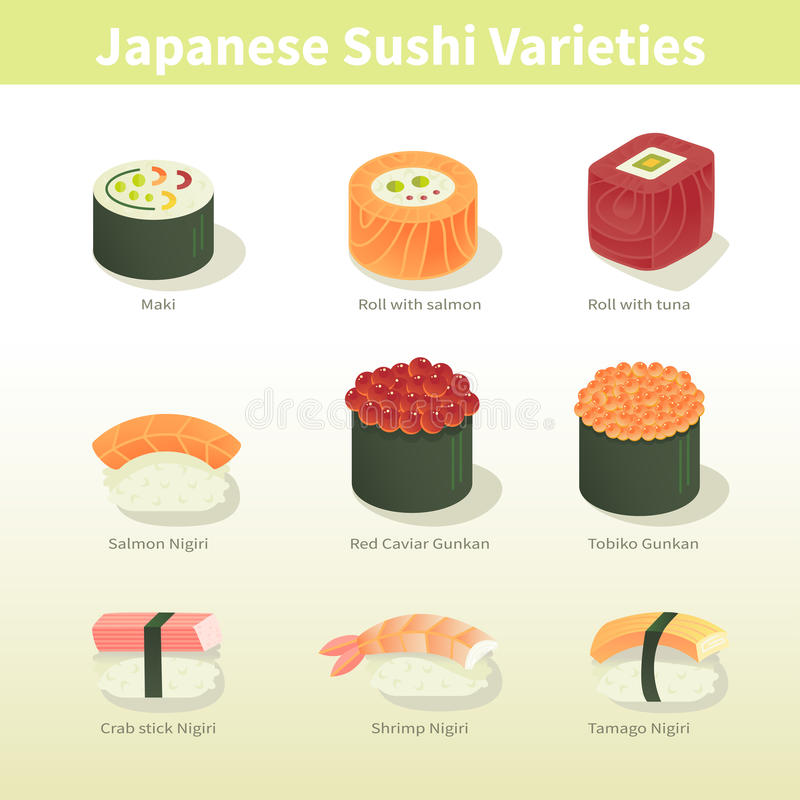 Japanese Sushi Varieties
Maki
Roll with salmon
Roll with tuna
dreamstime
Salmon Nigiri
Red Caviar Gunkan
Tobiko Gunkan
Crab stick Nigiri
Shrimp Nigiri
Tamago Nigiri